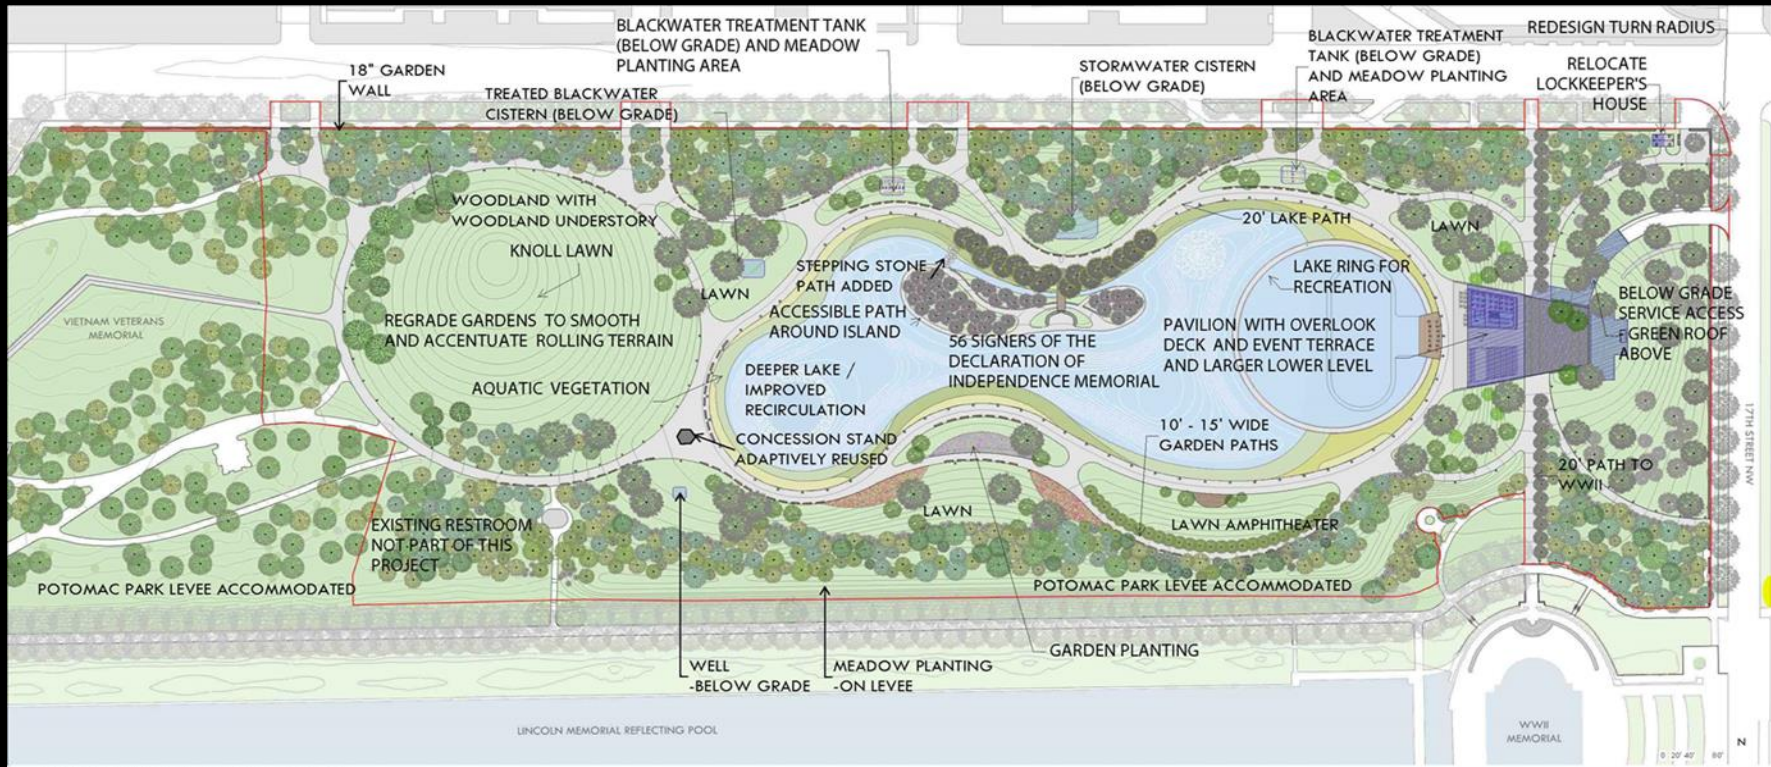 BLACKWATER TREATMENT TANK
(BELOW GRADE) AND MEADOW
PLANTING AREA
18" GARDEN
WALL
TREATED BLACKWATER
CISTERN (BELOW GRADE)
STORMWATER CISTERN
(BELOW GRADE)
BLACKWATER TREATMENT
TANK (BELOW GRADE)
AND MEADOW PLANTING
AREA
REDESIGN TURN RADIUS
RELOCATE
LOCKKEEPER'S
HOUSE
WOODLAND WITH
WOODLAND UNDERSTORY
KNOLL LAWN
20' LAKE PATH
LAWN
STEPPING STONE
PATH ADDED
LAWN
ACCESSIBLE PATH
AROUND ISLAND
LAKE RING FOR
RECREATION
BELOW GRADE
SERVICE ACCESS
- GREEN ROOF
ABOVE
VIETNAM VETERANS
MEMORIAL
REGRADE GARDENS TO SMOOTH
AND ACCENTUATE ROLLING TERRAIN
56 SIGNERS OF THE
DECLARATION OF
INDEPENDENCE MEMORIAL
PAVILION WITH OVERLOOK
DECK AND EVENT TERRACE
AND LARGER LOWER LEVEL
AQUATIC VEGETATION
DEEPER LAKE /
IMPROVED
RECIRCULATION
CONCESSION STAND
ADAPTIVELY REUSED
10' - 15' WIDE
GARDEN PATHS
17TH STREET NW
20' PATH TO
WWII
EXISTING RESTROOM
NOT PART OF THIS
PROJECT
LAWN
LAWN AMPHITHEATER
POTOMAC PARK LEVEE ACCOMMODATED
POTOMAC PARK LEVEE ACCOMMODATED
GARDEN PLANTING
WELL
-BELOW GRADE
MEADOW PLANTING
-ON LEVEE
LINCOLN MEMORIAL REFLECTING POOL
WWII
MEMORIAL
N
0 20' 40' 80'